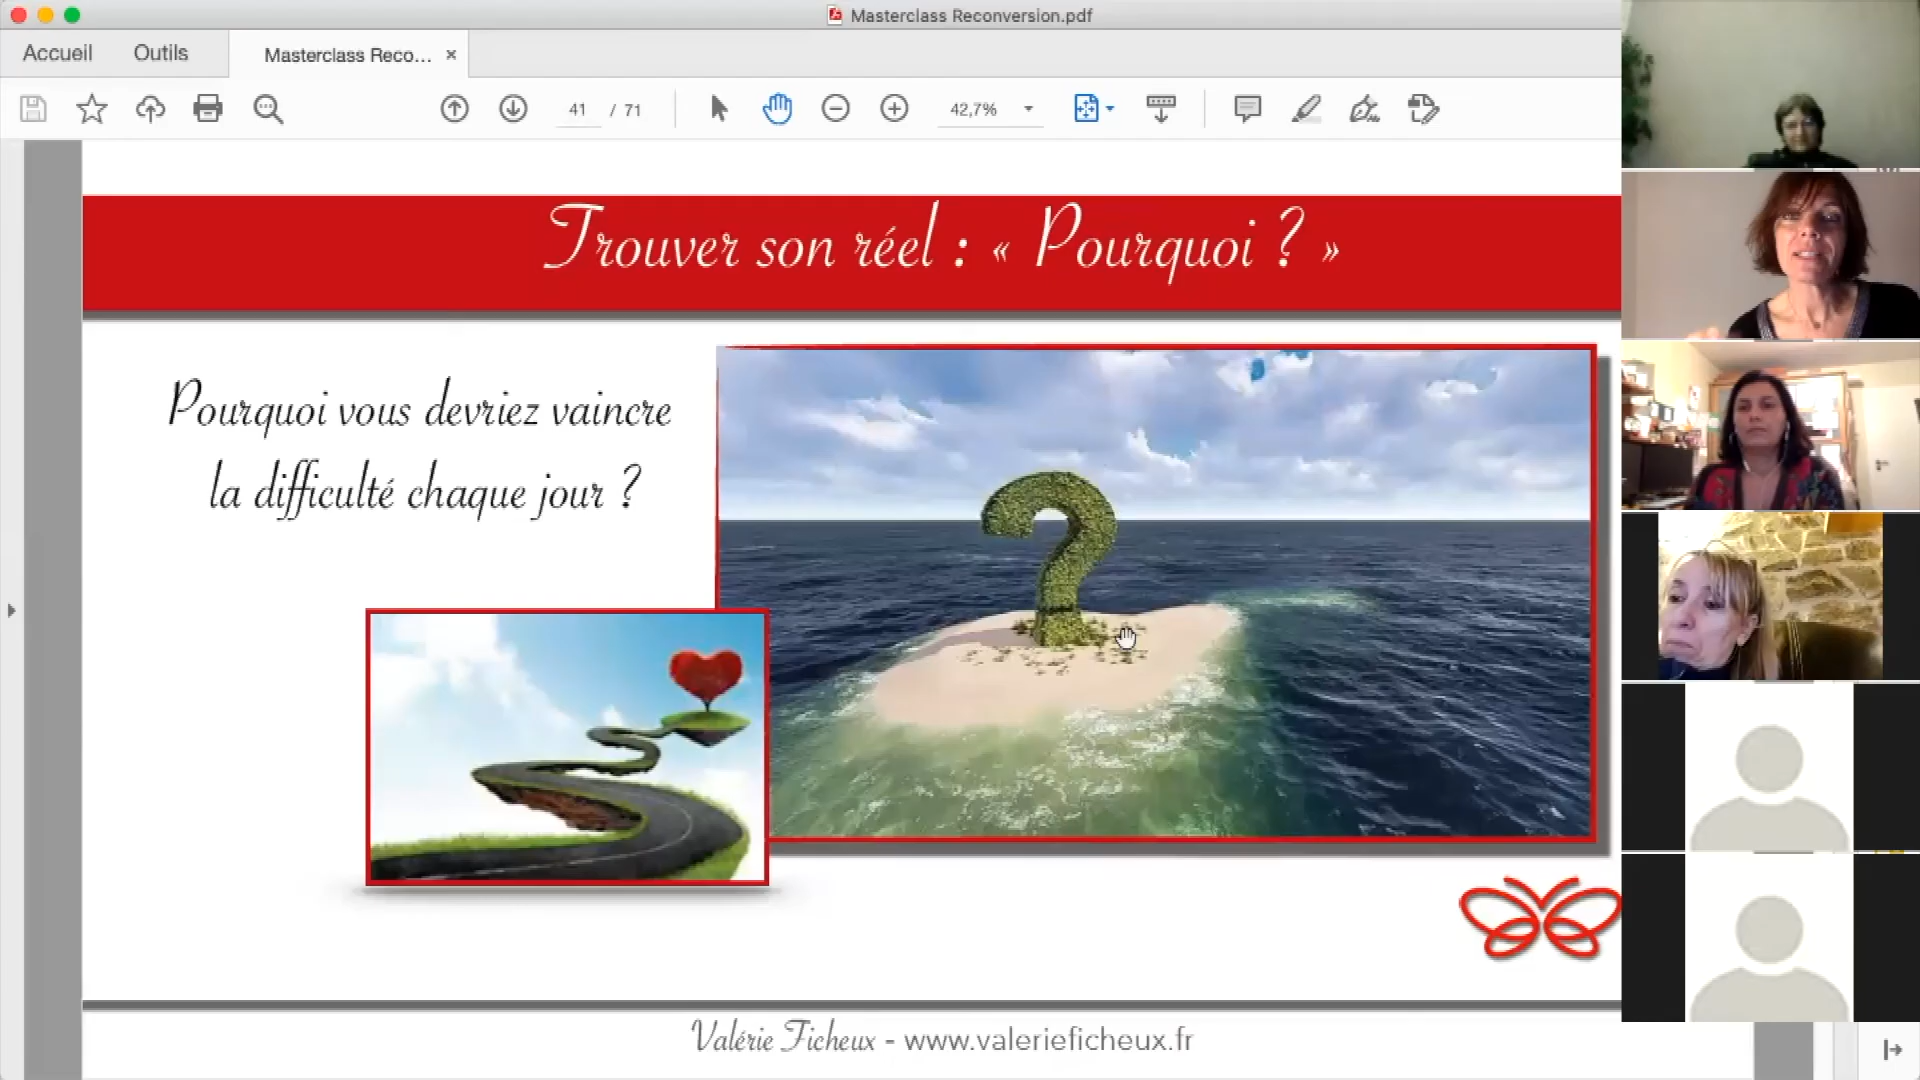 Masterclass Reconversion.pdf
Accueil
Outils
Masterclass Reco...
41 / 71
42,7%
Trouver son réel : « Pourquoi ? »
Pourquoi vous devriez vaincre
la difficulté chaque jour ?
Valérie Ficheux - www.valerieficheux.fr